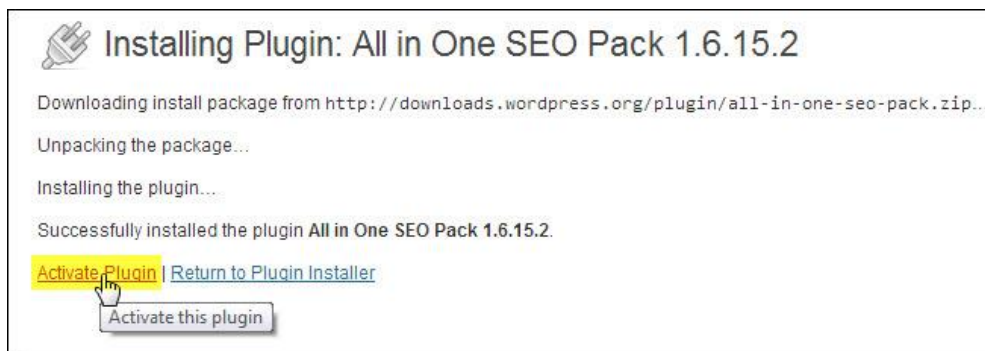 Installing Plugin: All in One SEO Pack 1.6.15.2
Downloading install package from http://downloads.wordpress.org/plugin/all-in-one-seo-pack.zip..
Unpacking the package...
Installing the plugin...
Successfully installed the plugin All in One SEO Pack 1.6.15.2.
Activate Plugin | Return to Plugin Installer
Activate this plugin